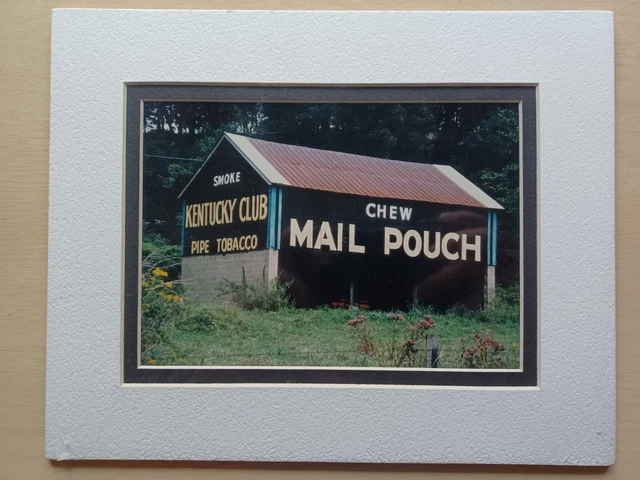 SMOKE
KENTUCKY CLUB
PIPE TOBACCO
CHEW
MAIL POUCH